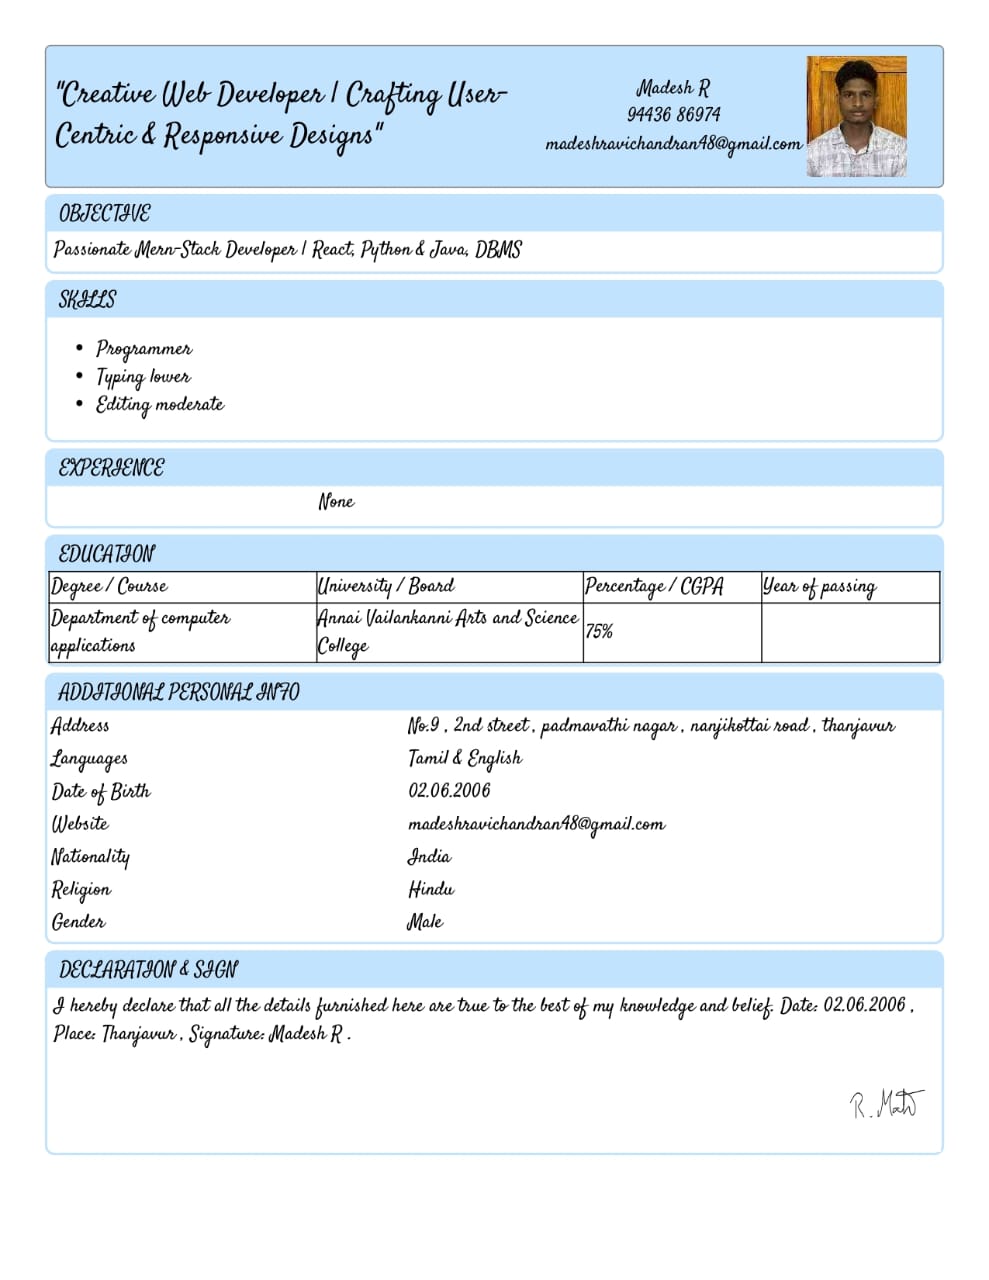 "Creative Web Developer | Crafting User-
Centric & Responsive Designs"
Madesh R
94436 86974
madeshravichandran48@gmail.com
OBJECTIVE
Passionate Mern-Stack Developer | React, Python & Java, DBMS
SKILLS
• Programmer
• Typing lower
• Editing moderate
EXPERIENCE
None
EDUCATION
Degree / Course University / Board Percentage / CGPA Year of passing
Department of computer applications Annai Vailankanni Arts and Science College 75%
ADDITIONAL PERSONAL INFO
Address No.9 , 2nd street , padmavathi nagar , nanjikottai road , thanjavur
Languages Tamil & English
Date of Birth 02.06.2006
Website madeshravichandran48@gmail.com
Nationality India
Religion Hindu
Gender Male
DECLARATION & SIGN
I hereby declare that all the details furnished here are true to the best of my knowledge and belief. Date: 02.06.2006 ,
Place: Thanjavur , Signature: Madesh R .
R.